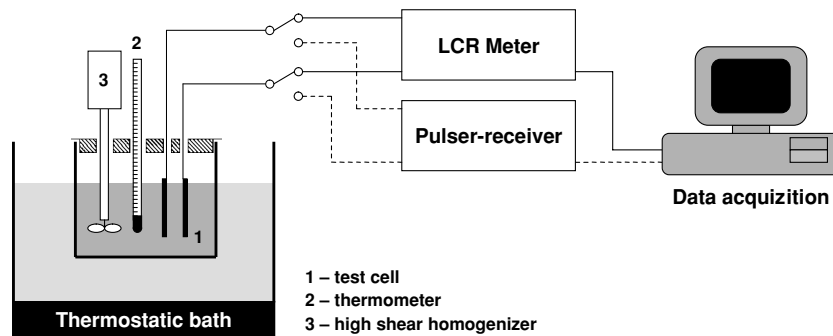 2
LCR Meter
3
Pulser-receiver
Data acquizition
1
1 – test cell
2 – thermometer
3 – high shear homogenizer
Thermostatic bath